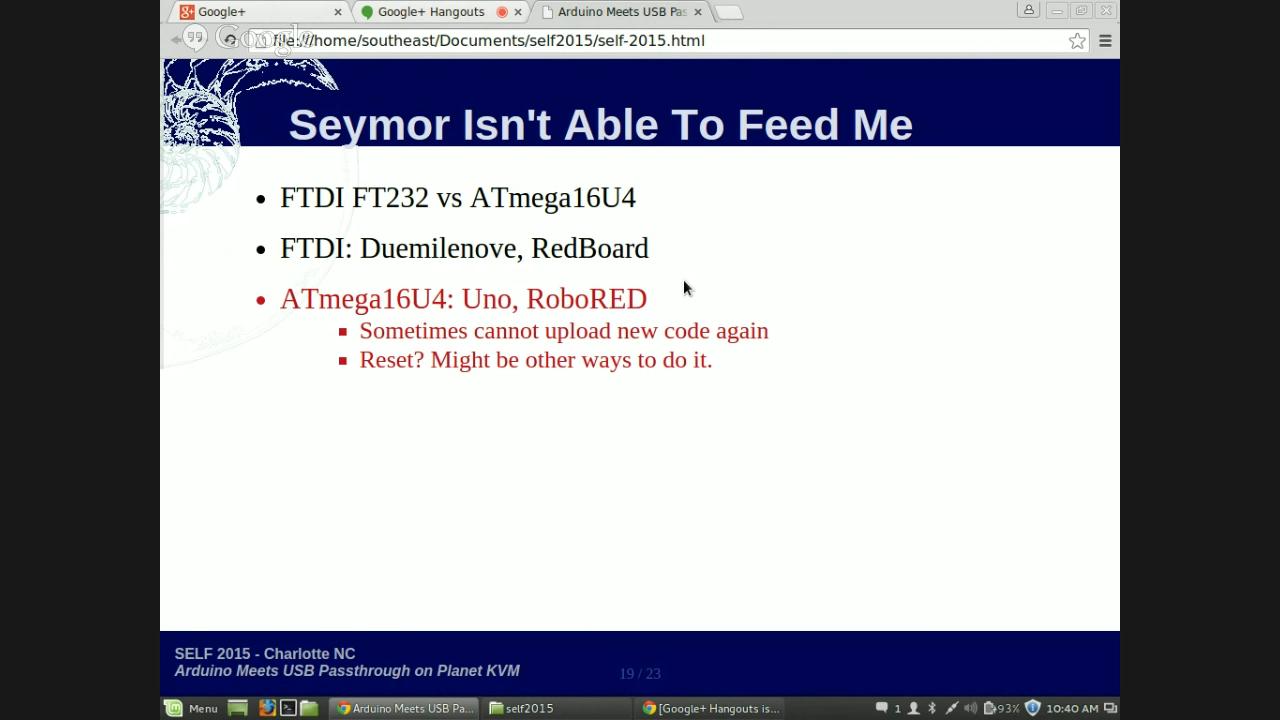 Google+
Google+ Hangouts
Arduino Meets USB Pas
Google
file:///home/southeast/Documents/self2015/self-2015.html
Seymor Isn't Able To Feed Me
FTDI FT232 vs ATmega16U4
FTDI: Duemilenove, RedBoard
ATmega16U4: Uno, RoboRED
Sometimes cannot upload new code again
Reset? Might be other ways to do it.
SELF 2015 - Charlotte NC
Arduino Meets USB Passthrough on Planet KVM
19 / 23
Menu
Arduino Meets USB Pa...
self2015
[Google+ Hangouts is...
1
93%
10:40 AM